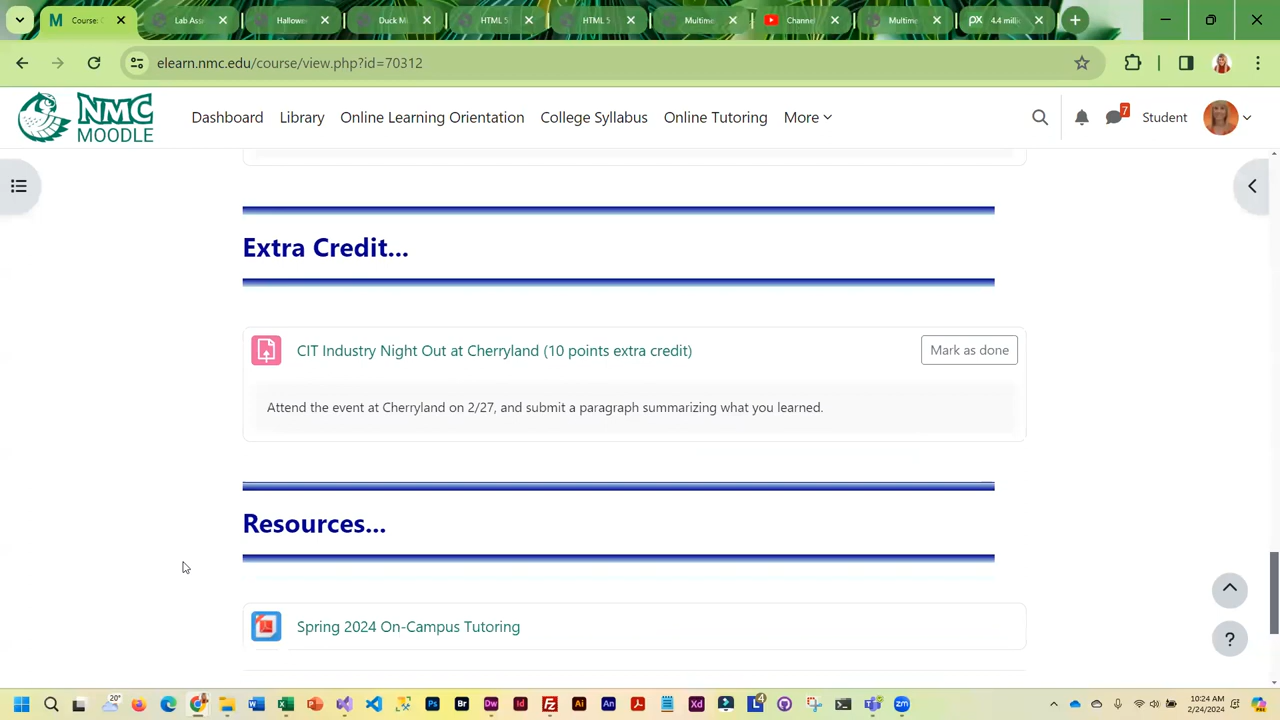 Course: C
Lab Ass
Hallowe
Duck M
HTML 5
HTML 5
Multime
Channel
Multime
4.4 milli
elearn.nmc.edu/course/view.php?id=70312
NMC
MOODLE
Dashboard
Library
Online Learning Orientation
College Syllabus
Online Tutoring
More
7
Student
Extra Credit...
CIT Industry Night Out at Cherryland (10 points extra credit)
Mark as done
Attend the event at Cherryland on 2/27, and submit a paragraph summarizing what you learned.
Resources...
Spring 2024 On-Campus Tutoring
?
20°
4
10:24 AM
2/24/2024